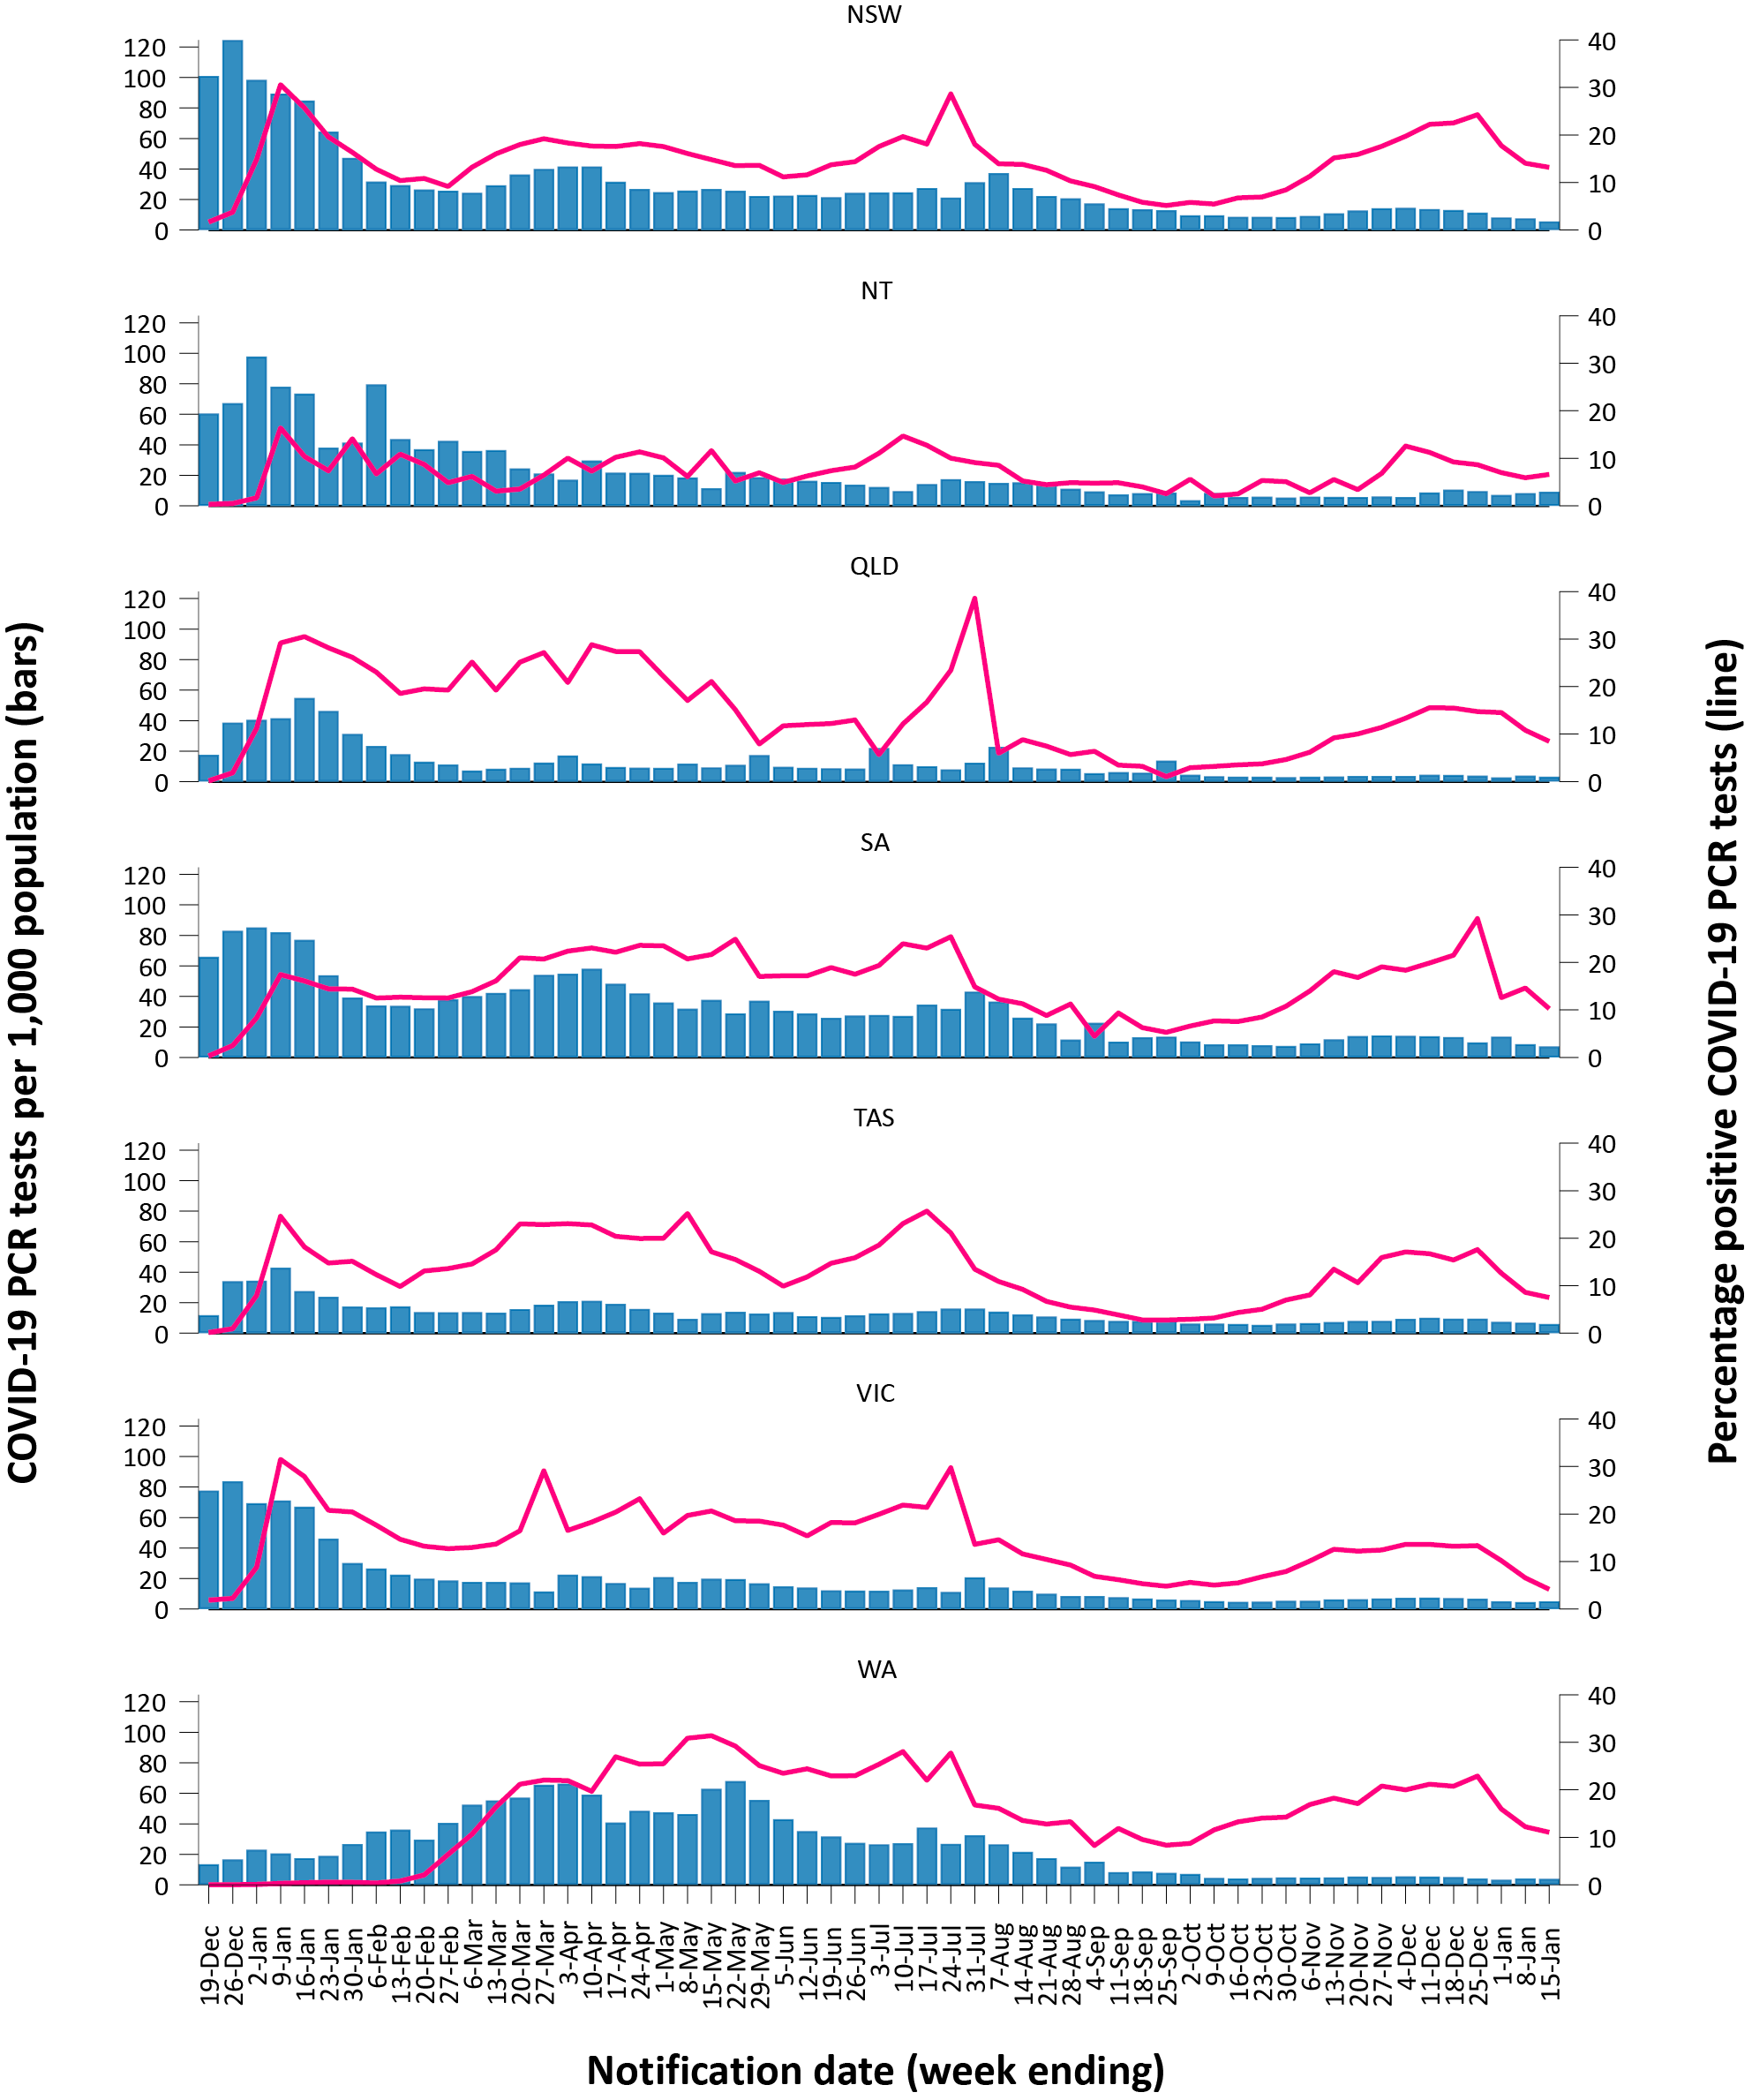 NSW
120
100
80
60
40
20
0
40
30
20
10
0
NT
120
100
80
60
40
20
0
40
30
20
10
0
QLD
120
100
80
60
40
20
0
40
30
20
10
0
SA
120
100
80
60
40
20
0
40
30
20
10
0
TAS
120
100
80
60
40
20
0
40
30
20
10
0
VIC
120
100
80
60
40
20
0
40
30
20
10
0
WA
120
100
80
60
40
20
0
40
30
20
10
0
COVID-19 PCR tests per 1,000 population (bars)
Percentage positive COVID-19 PCR tests (line)
19-Dec
26-Dec
2-Jan
9-Jan
16-Jan
23-Jan
30-Jan
6-Feb
13-Feb
20-Feb
27-Feb
6-Mar
13-Mar
20-Mar
27-Mar
3-Apr
10-Apr
17-Apr
24-Apr
1-May
8-May
15-May
22-May
29-May
5-Jun
12-Jun
19-Jun
26-Jun
3-Jul
10-Jul
17-Jul
24-Jul
31-Jul
7-Aug
14-Aug
21-Aug
28-Aug
4-Sep
11-Sep
18-Sep
25-Sep
2-Oct
9-Oct
16-Oct
23-Oct
30-Oct
6-Nov
13-Nov
20-Nov
27-Nov
4-Dec
11-Dec
18-Dec
25-Dec
1-Jan
8-Jan
15-Jan
Notification date (week ending)